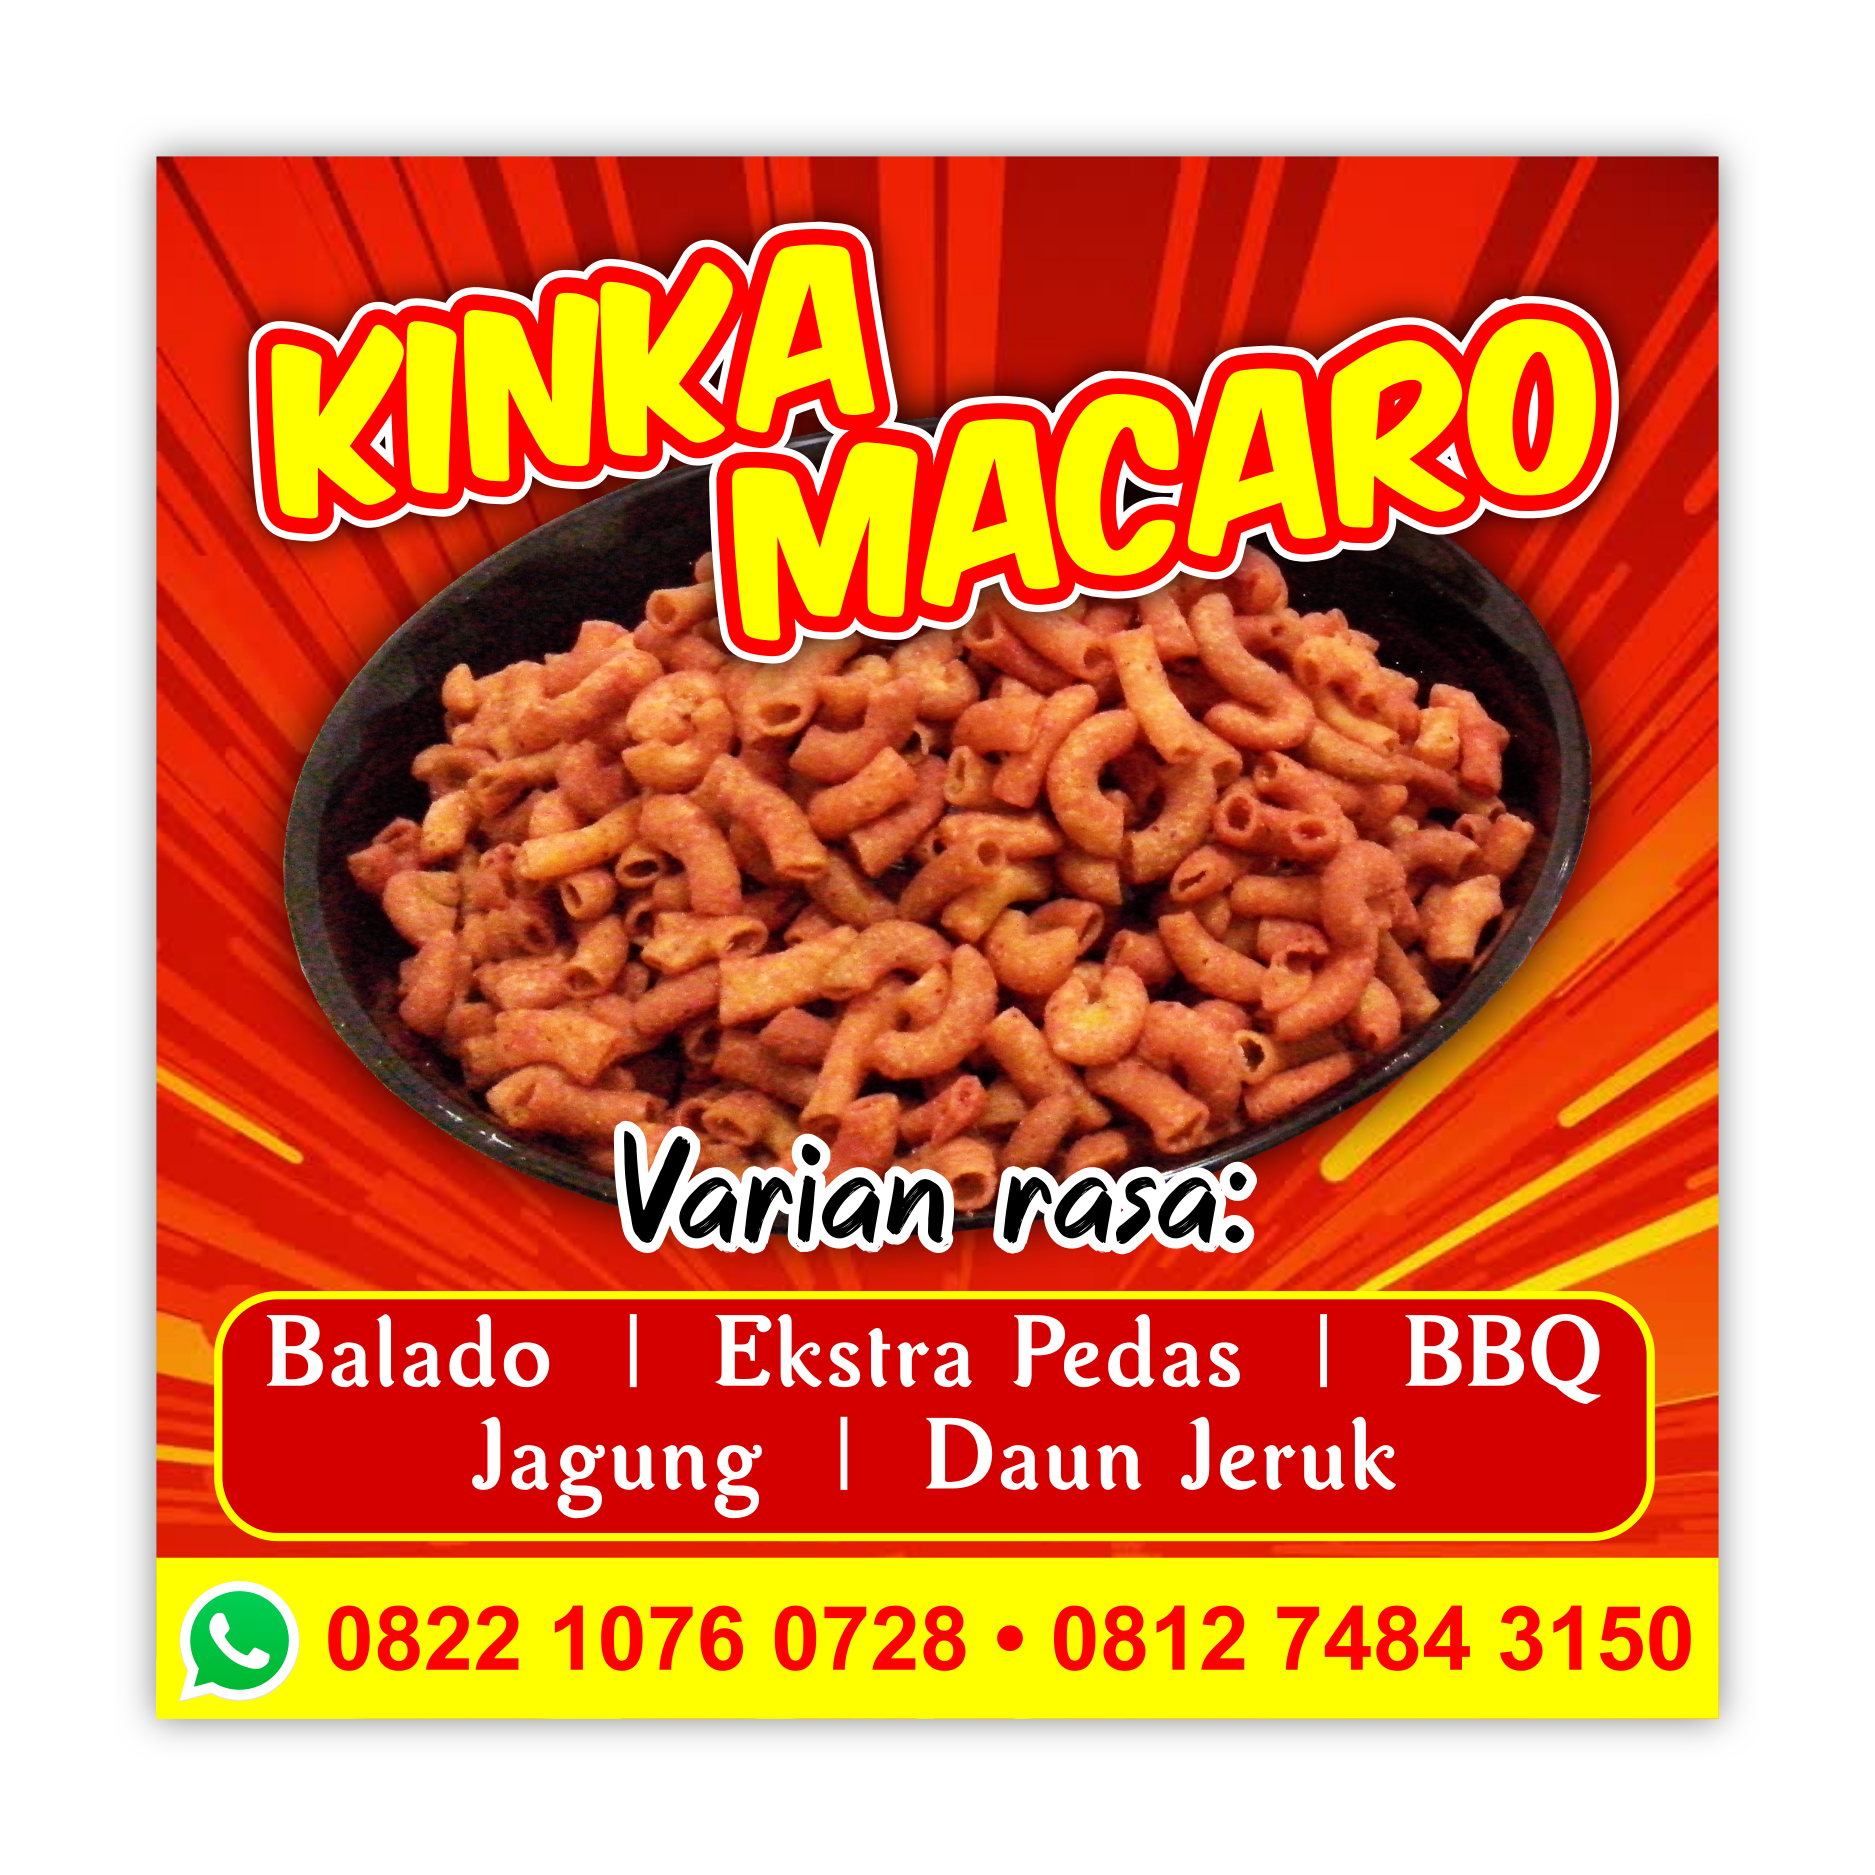 KINKA
MACARO
Varian rasa:
Balado | Ekstra Pedas | BBQ
Jagung | Daun Jeruk
0822 1076 0728 • 0812 7484 3150